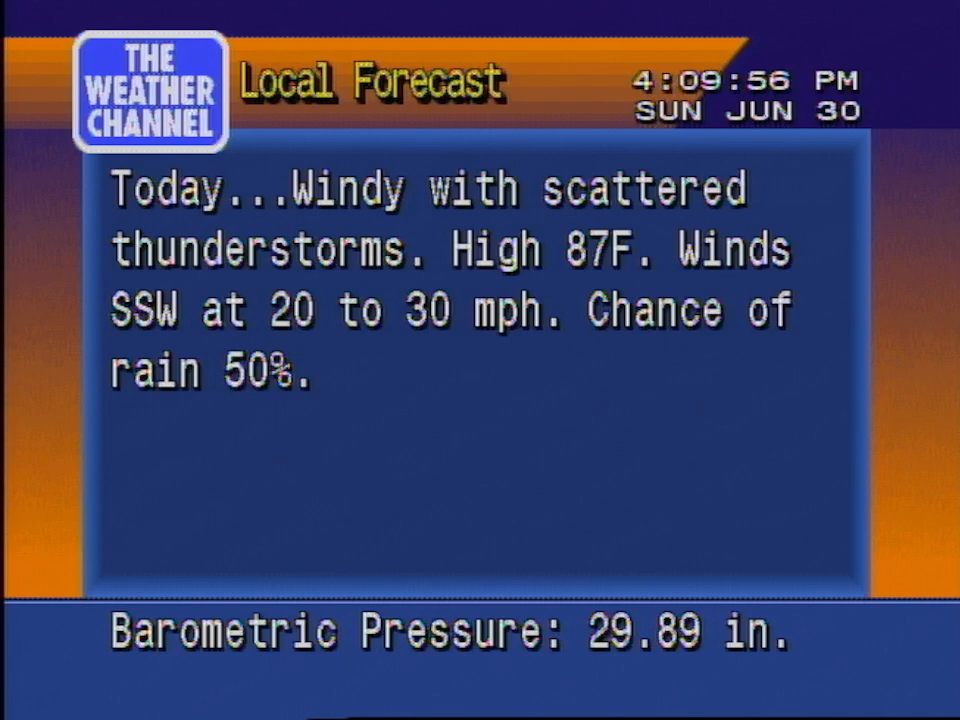 THE
WEATHER
CHANNEL
Local Forecast
4:09:56 PM
SUN JUN 30
Today...Windy with scattered
thunderstorms. High 87F. Winds
SSW at 20 to 30 mph. Chance of
rain 50%.
Barometric Pressure: 29.89 in.